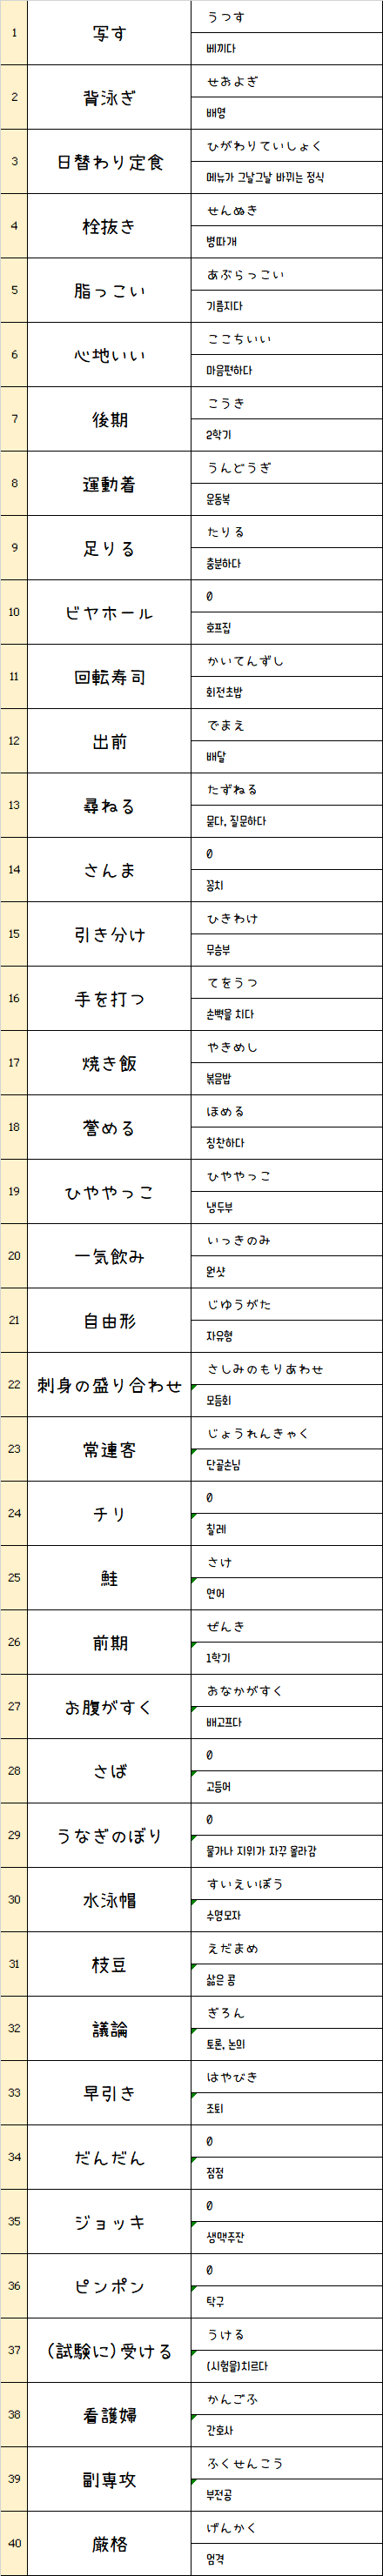 1
写す
うつす
베끼다
2
背泳ぎ
せおよぎ
배영
3
日替わり定食
ひがわりていしょく
메뉴가 그날그날 바뀌는 정식
4
栓抜き
せんぬき
병따개
5
脂っこい
あぶらっこい
기름지다
6
心地いい
ここちいい
마음편하다
7
後期
こうき
2학기
8
運動着
うんどうぎ
운동복
9
足りる
たりる
충분하다
10
ビヤホール
0
호프집
11
回転寿司
かいてんずし
회전초밥
12
出前
でまえ
배달
13
尋ねる
たずねる
묻다, 질문하다
14
さんま
0
꽁치
15
引き分け
ひきわけ
무승부
16
手を打つ
てをうつ
손벽을 치다
17
焼き飯
やきめし
볶음밥
18
誉める
ほめる
칭찬하다
19
ひややっこ
ひややっこ
냉두부
20
一気飲み
いっきのみ
원샷
21
自由形
じゆうがた
자유형
22
刺身の盛り合わせ
さしみのもりあわせ
모듬회
23
常連客
じょうれんきゃく
단골손님
24
チリ
0
칠레
25
鮭
さけ
연어
26
前期
ぜんき
1학기
27
お腹がすく
おなかがすく
배고프다
28
さば
0
고등어
29
うなぎのぼり
0
물가나 지위가 자꾸 올라감
30
水泳帽
すいえいぼう
수영모자
31
枝豆
えだまめ
삶은 콩
32
議論
ぎろん
토론, 논의
33
早引き
はやびき
조퇴
34
だんだん
0
점점
35
ジョッキ
0
생맥주잔
36
ピンポン
0
탁구
37
(試験に)受ける
うける
(시험을)치르다
38
看護婦
かんごふ
간호사
39
副専攻
ふくせんこう
부전공
40
厳格
げんかく
엄격